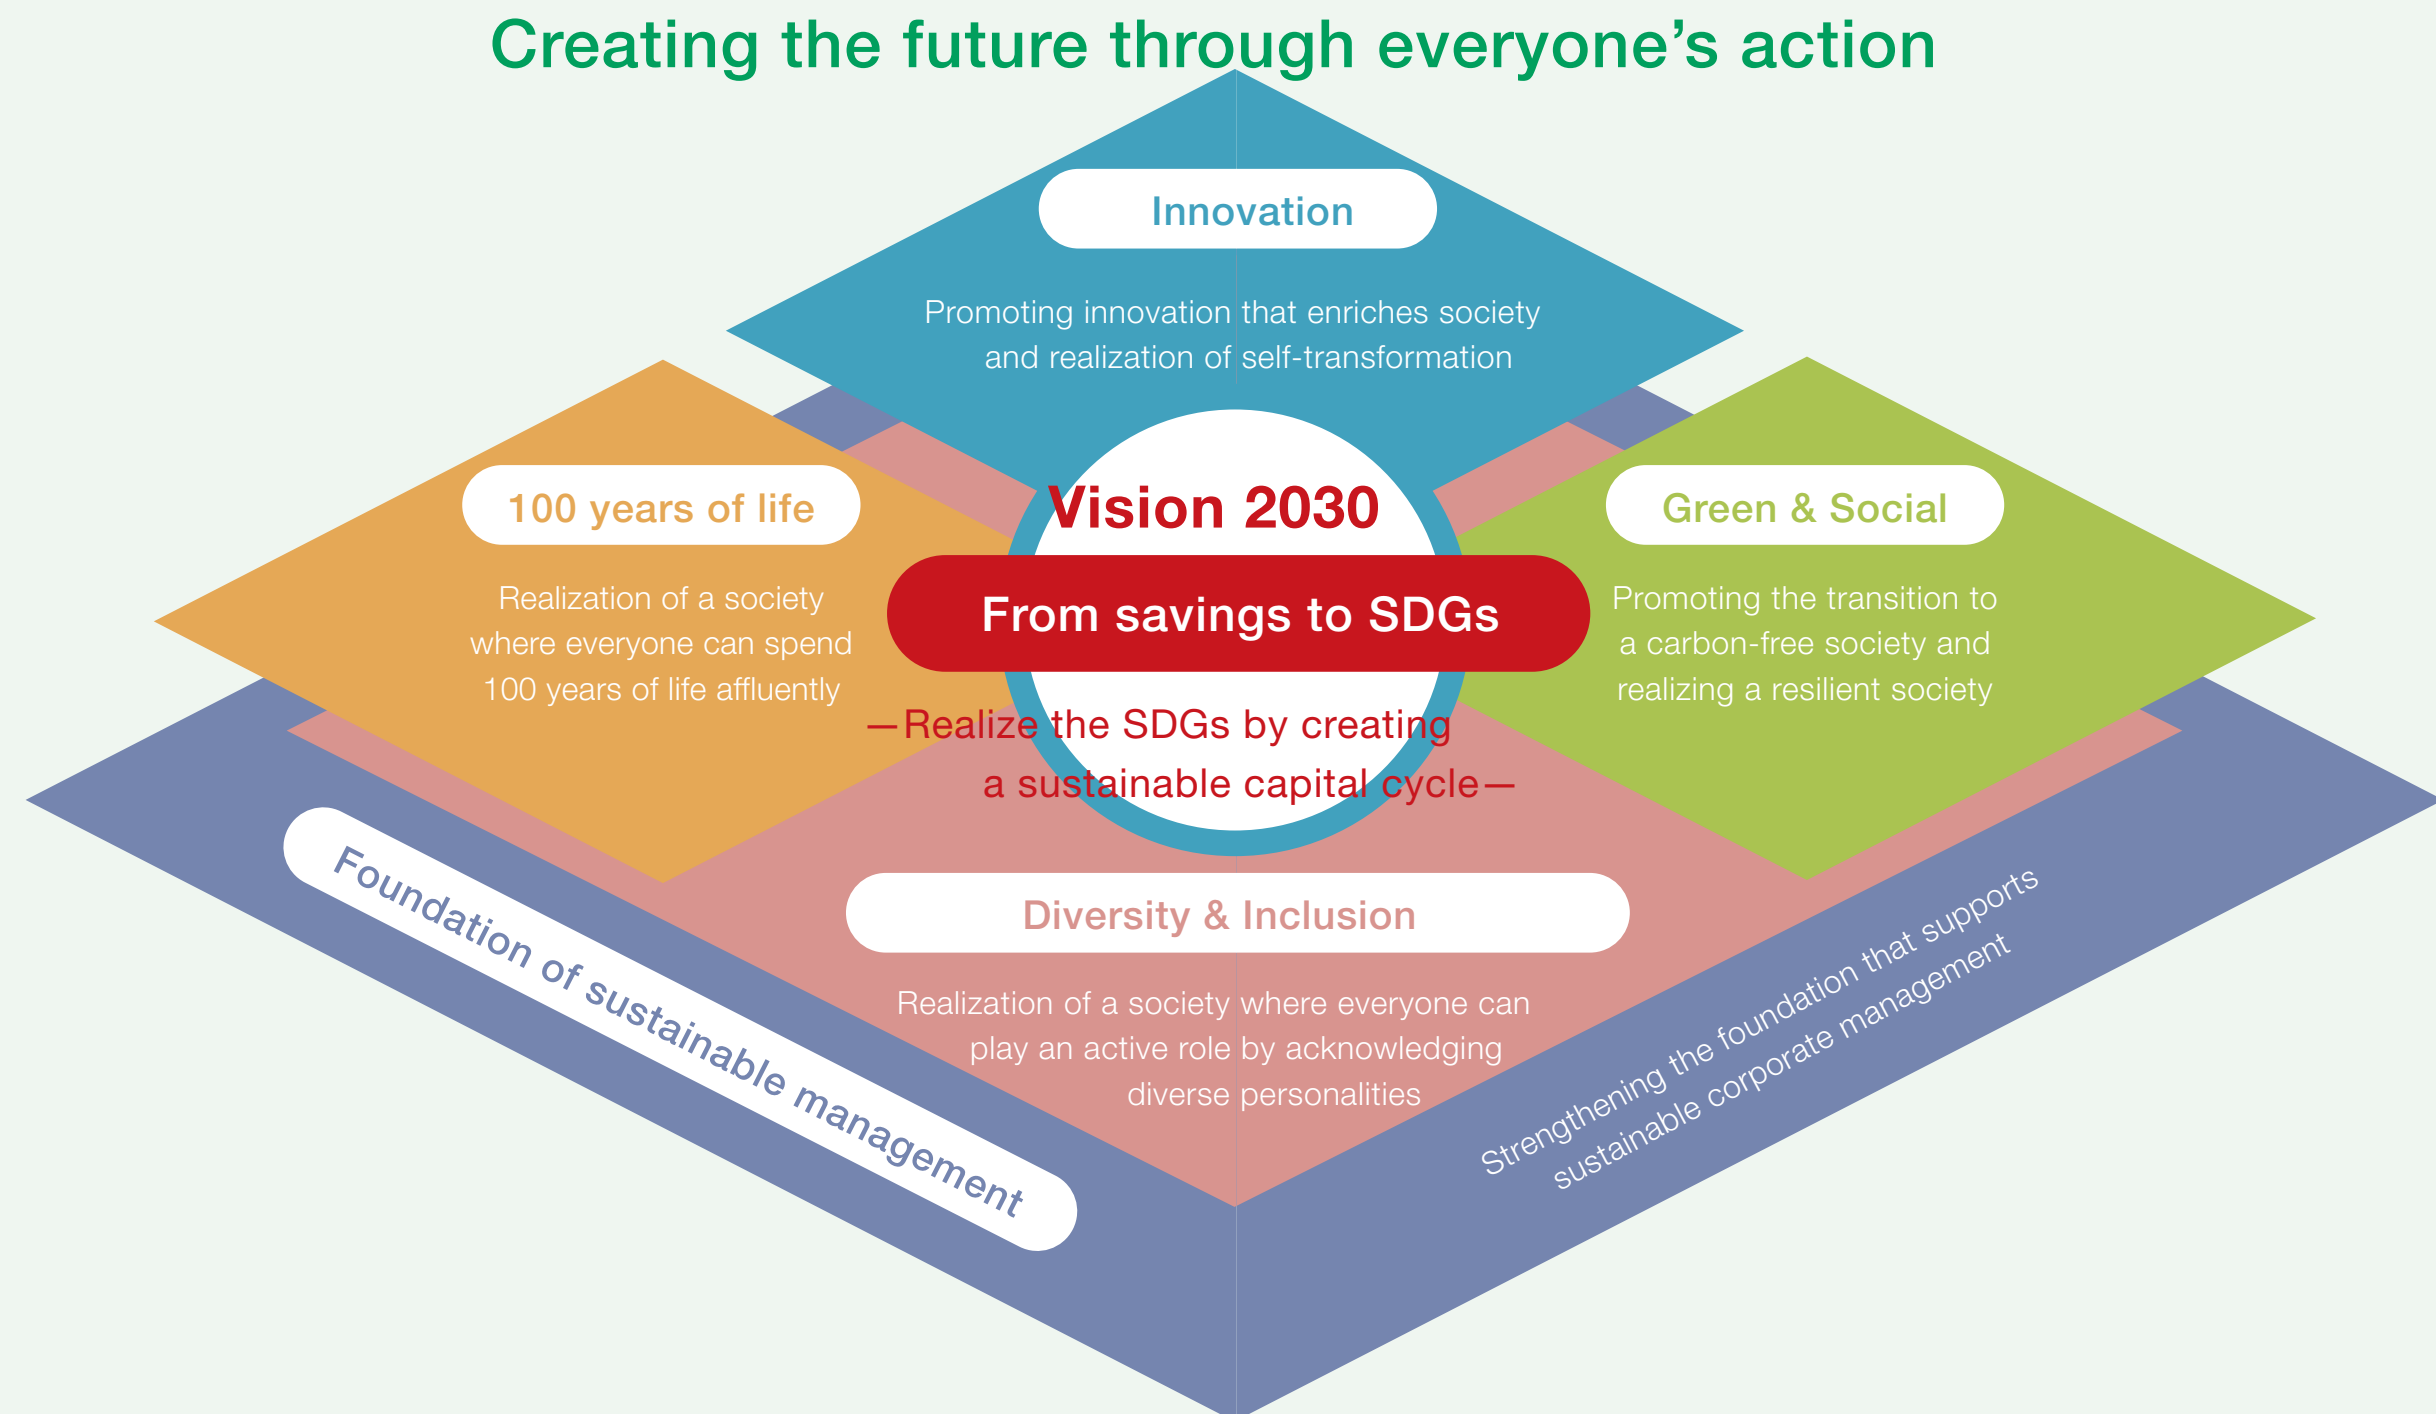 Creating the future through everyone’s action
Innovation
Promoting innovation that enriches society
and realization of self-transformation
100 years of life
Realization of a society
where everyone can spend
100 years of life affluently
Vision 2030
From savings to SDGs
—Realize the SDGs by creating
a sustainable capital cycle—
Green & Social
Promoting the transition to
a carbon-free society and
realizing a resilient society
Diversity & Inclusion
Realization of a society where everyone can
play an active role by acknowledging
diverse personalities
Foundation of sustainable management
Strengthening the foundation that supports
sustainable corporate management